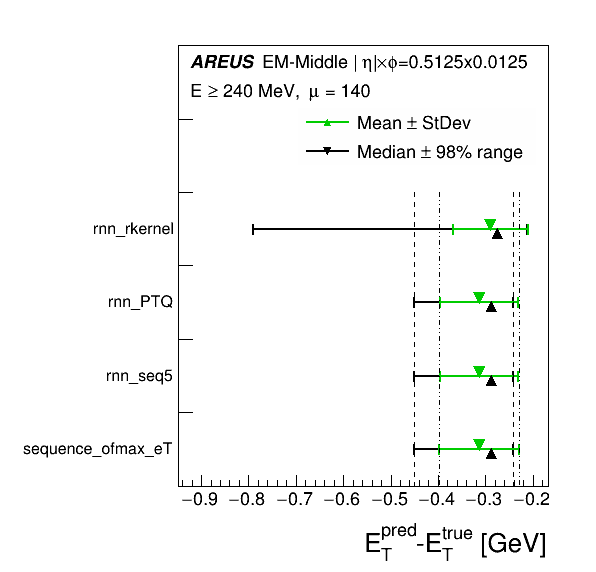 AREUS EM-Middle | η|×φ=0.5125x0.0125
E ≥ 240 MeV, μ = 140
Mean ± StDev
Median ± 98% range
rnn_rkernel
rnn_PTQ
rnn_seq5
sequence_ofmax_eT
−0.9 −0.8 −0.7 −0.6 −0.5 −0.4 −0.3 −0.2
E_T^pred-E_T^true [GeV]